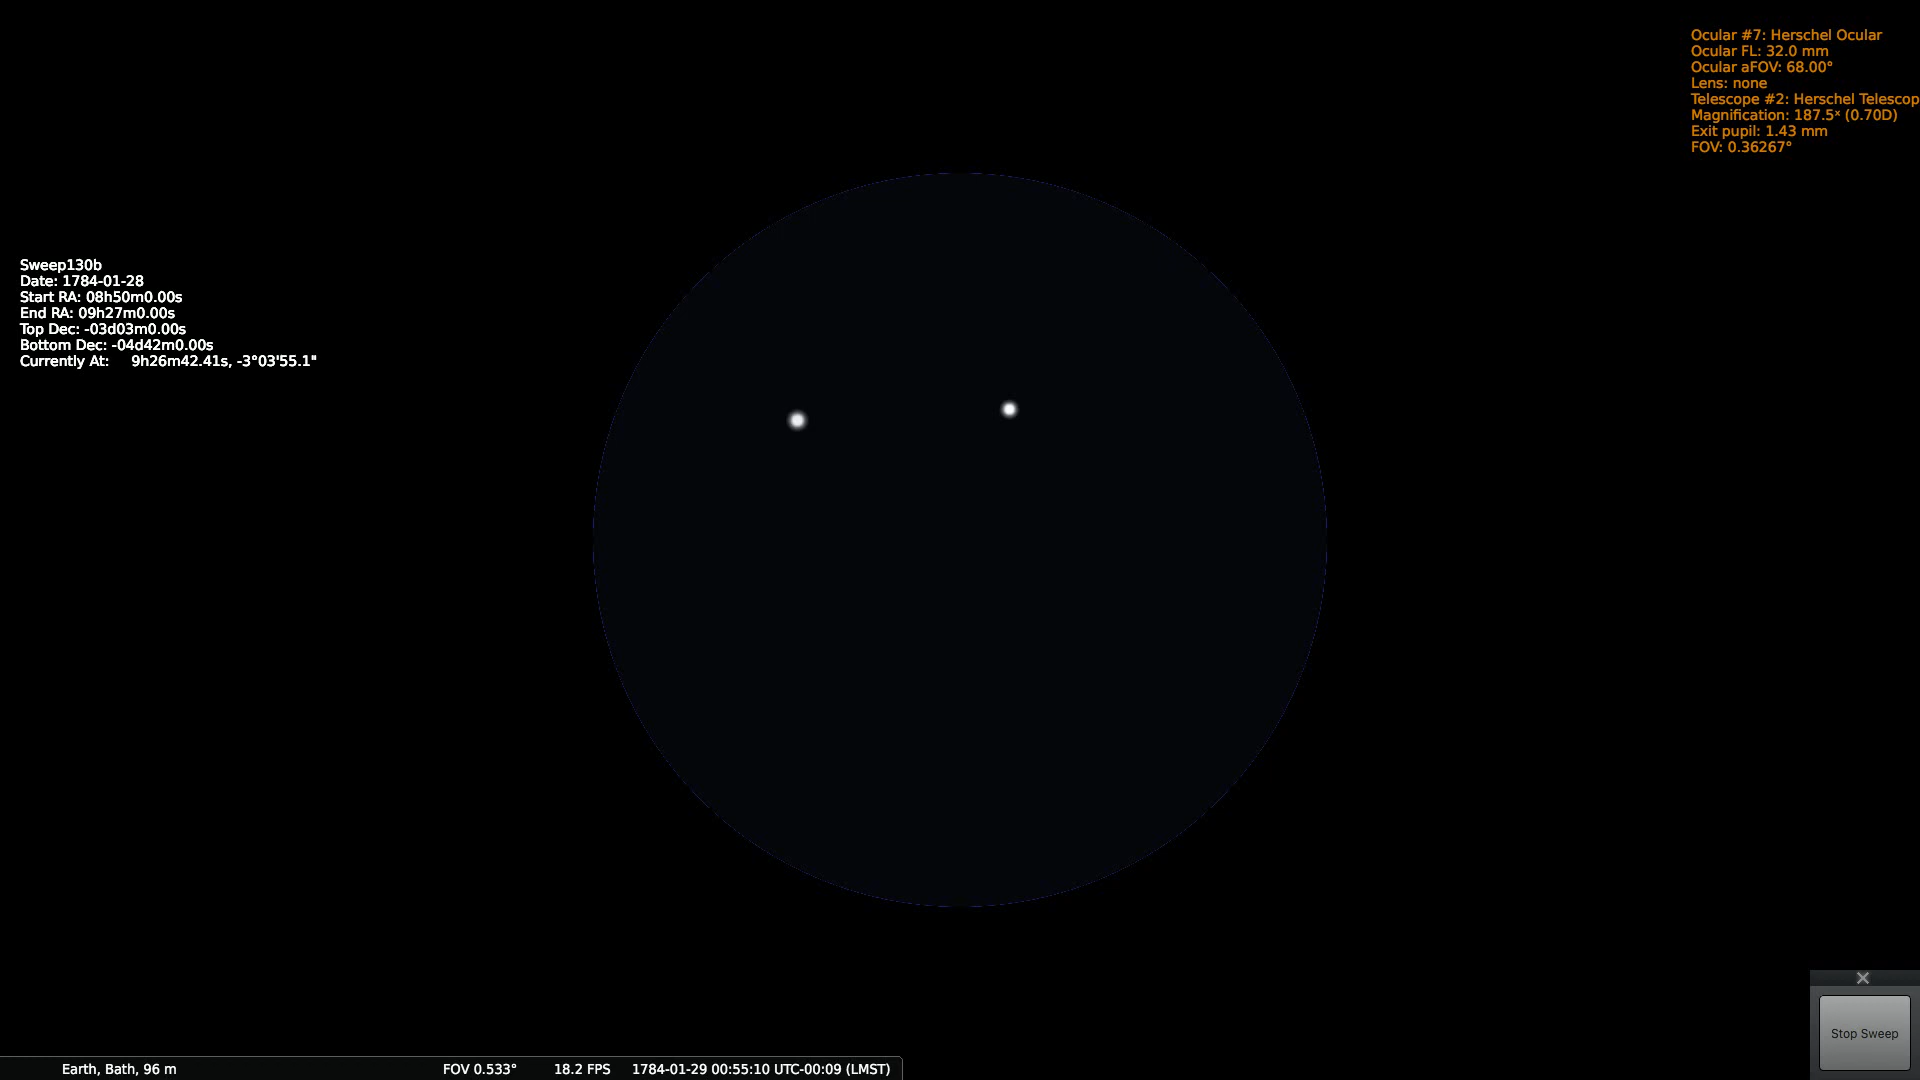 Ocular #7: Herschel Ocular
Ocular FL: 32.0 mm
Ocular aFOV: 68.00°
Lens: none
Telescope #2: Herschel Telescop
Magnification: 187.5ˣ (0.70D)
Exit pupil: 1.43 mm
FOV: 0.36267°
Sweep130b
Date: 1784-01-28
Start RA: 08h50m0.00s
End RA: 09h27m0.00s
Top Dec: -03d03m0.00s
Bottom Dec: -04d42m0.00s
Currently At: 9h26m42.41s, -3°03'55.1"
Stop Sweep
Earth, Bath, 96 m FOV 0.533° 18.2 FPS 1784-01-29 00:55:10 UTC-00:09 (LMST)